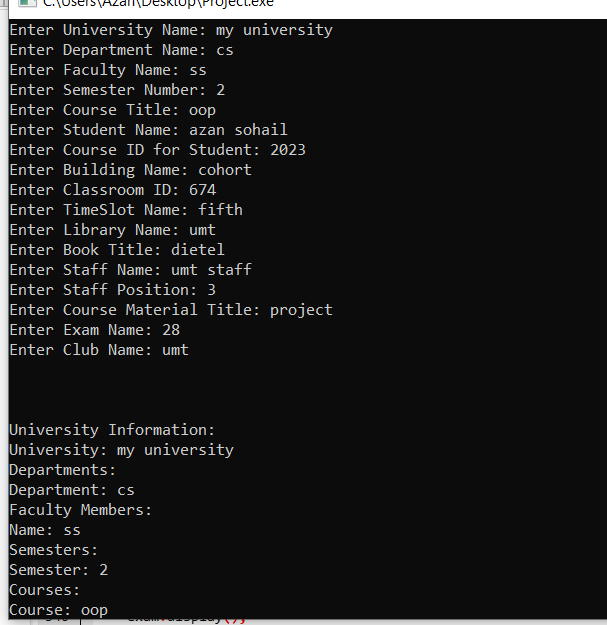 C:\Users\Azan\Desktop\Project.exe
Enter University Name: my university
Enter Department Name: cs
Enter Faculty Name: ss
Enter Semester Number: 2
Enter Course Title: oop
Enter Student Name: azan sohail
Enter Course ID for Student: 2023
Enter Building Name: cohort
Enter Classroom ID: 674
Enter TimeSlot Name: fifth
Enter Library Name: umt
Enter Book Title: dietel
Enter Staff Name: umt staff
Enter Staff Position: 3
Enter Course Material Title: project
Enter Exam Name: 28
Enter Club Name: umt
University Information:
University: my university
Departments:
Department: cs
Faculty Members:
Name: ss
Semesters:
Semester: 2
Courses:
Course: oop
exam.display();